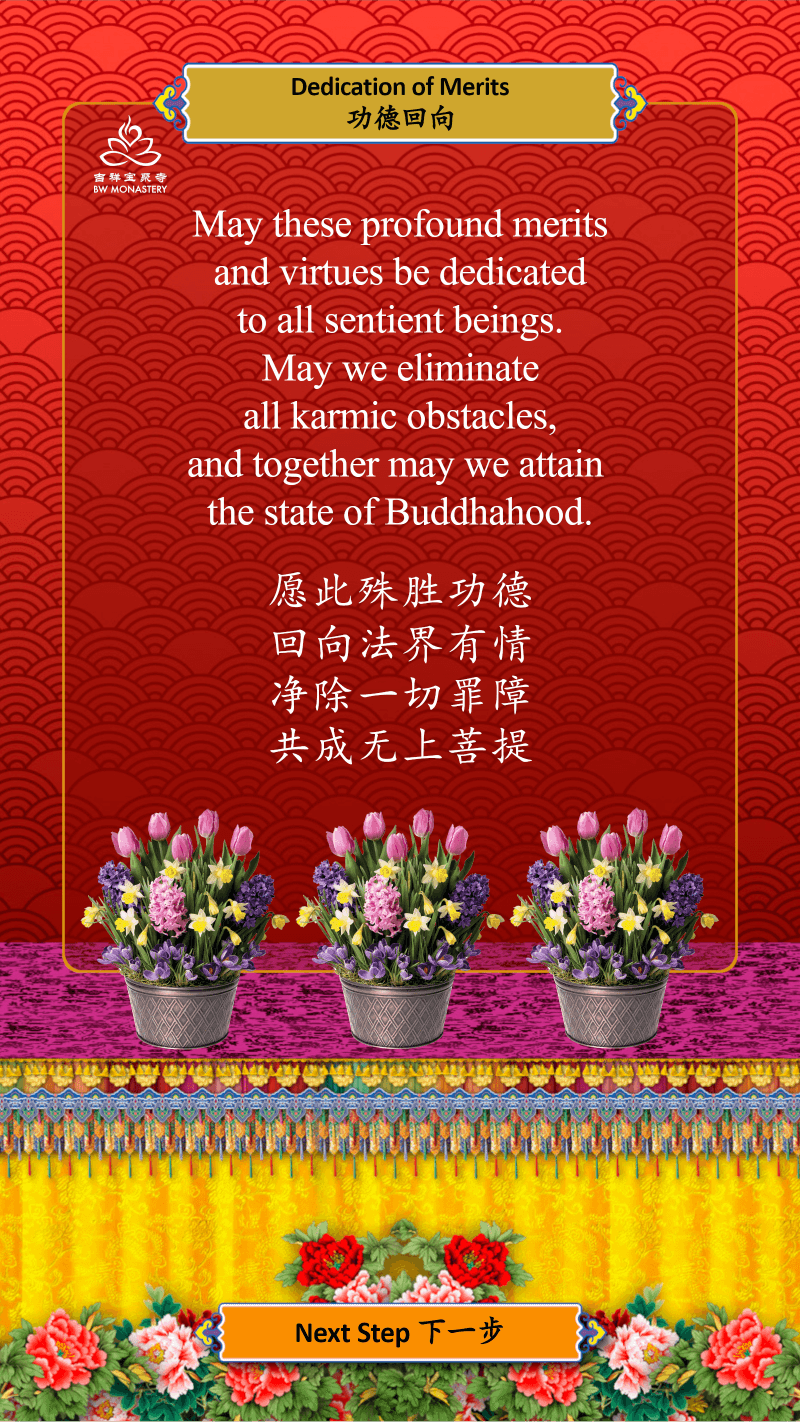 Dedication of Merits
功德回向
吉祥宝聚寺
BW MONASTERY
May these profound merits
and virtues be dedicated
to all sentient beings.
May we eliminate
all karmic obstacles,
and together may we attain
the state of Buddhahood.
愿此殊胜功德
回向法界有情
净除一切罪障
共成无上菩提
Next Step 下一步